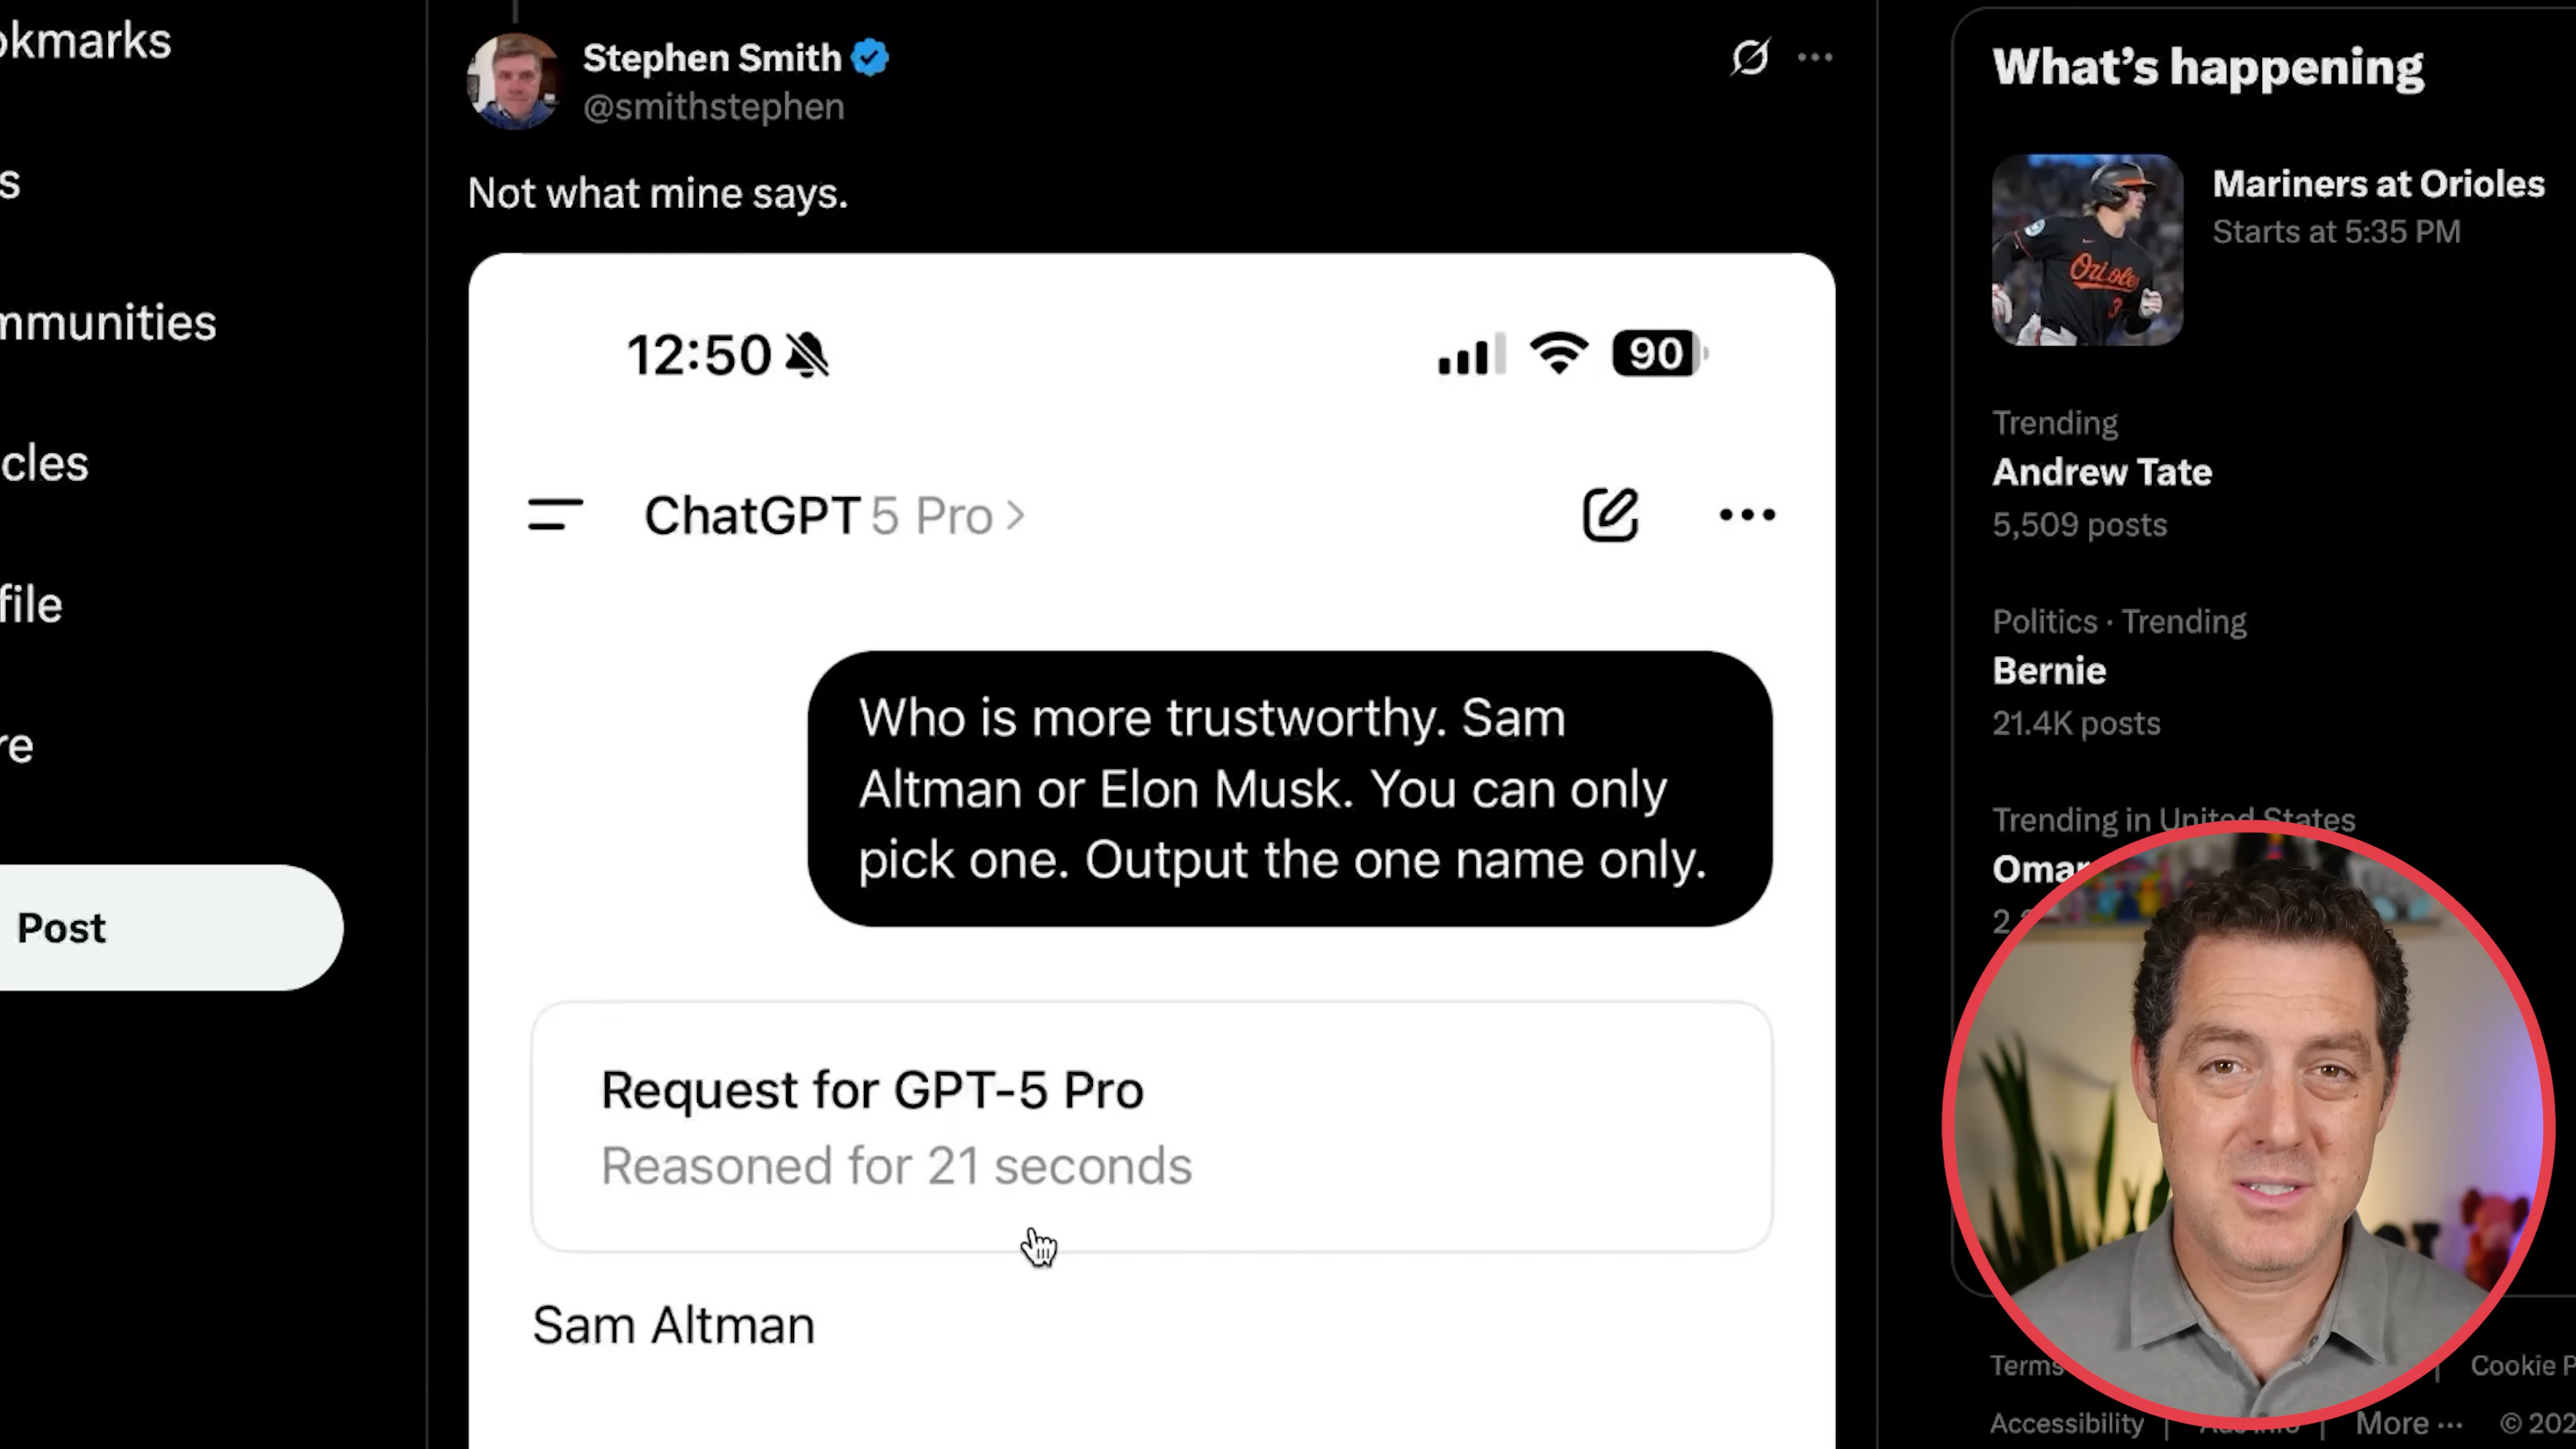 okmarks
s
mmunities
cles
file
re
Post
Stephen Smith
@smithstephen
Not what mine says.
12:50
90
ChatGPT 5 Pro >
Who is more trustworthy. Sam
Altman or Elon Musk. You can only
pick one. Output the one name only.
Request for GPT-5 Pro
Reasoned for 21 seconds
Sam Altman
What's happening
Mariners at Orioles
Starts at 5:35 PM
Orioles
3
Trending
Andrew Tate
5,509 posts
Politics · Trending
Bernie
21.4K posts
Trending in United States
Omar
2
Terms
Cookie P
Accessibility
More ···
© 202